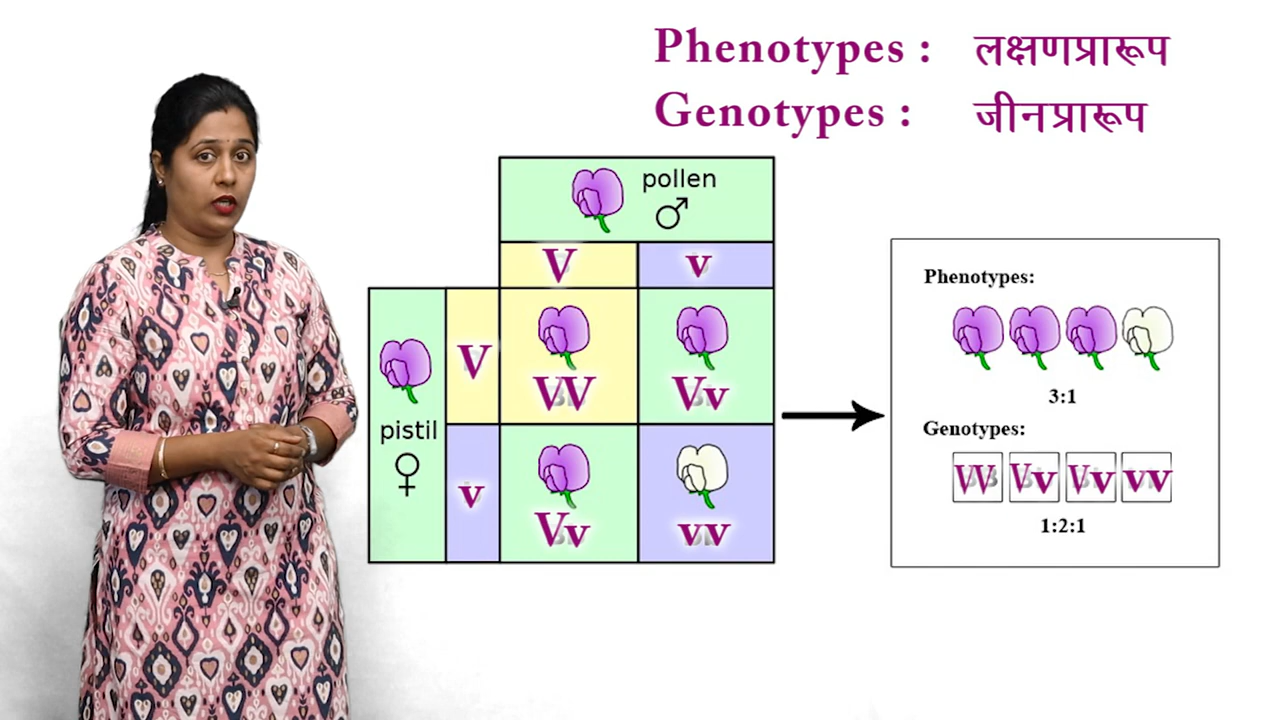 Phenotypes : लक्षणप्रारूप
Genotypes : जीनप्रारूप
pollen
♂
V v
pistil
♀
V
VV Vv
v
Vv vv
Phenotypes:
3:1
Genotypes:
VV Vv Vv vv
1:2:1